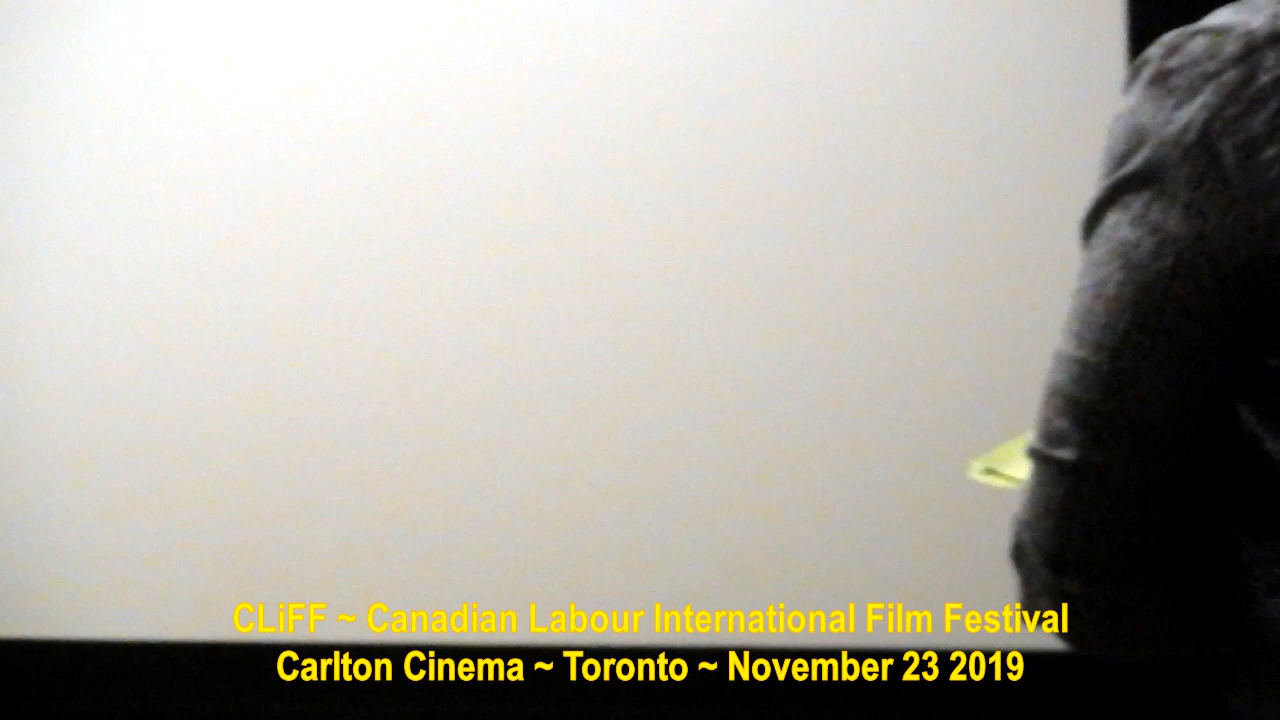 CLiFF ~ Canadian Labour International Film Festival
Carlton Cinema ~ Toronto ~ November 23 2019